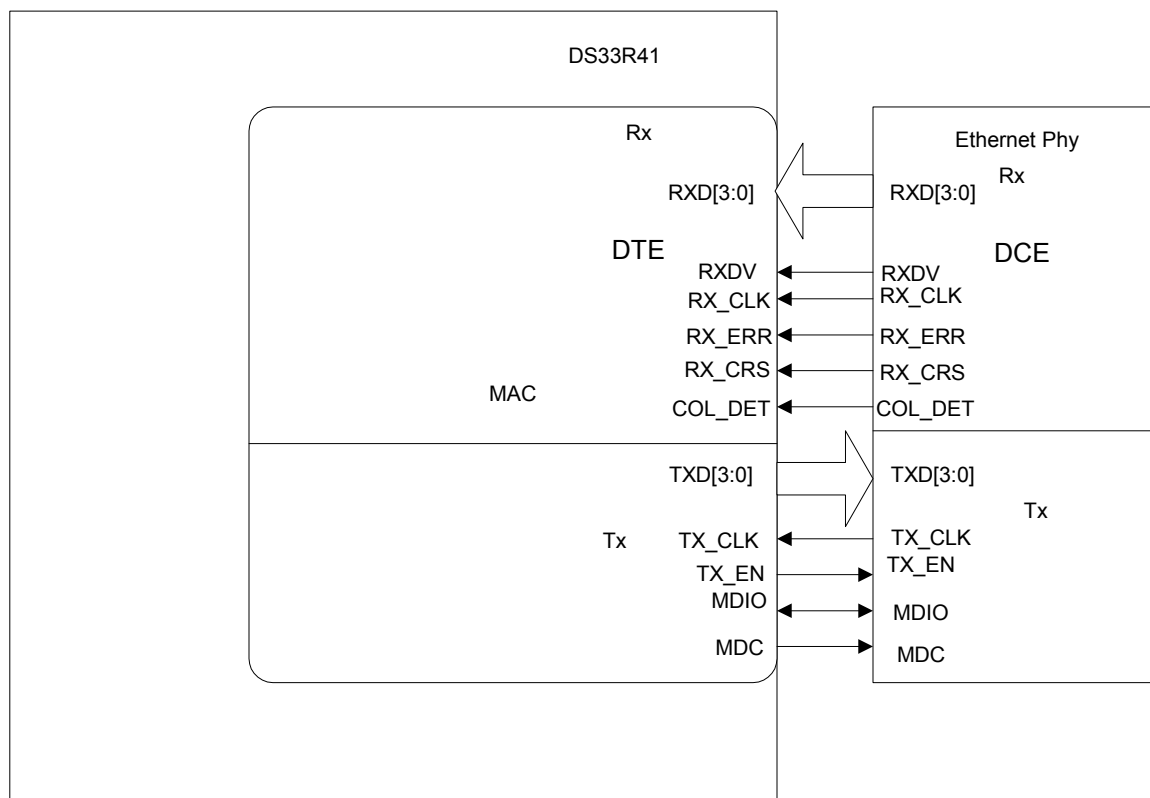 DS33R41
Rx
Ethernet Phy
Rx
RXD[3:0]
RXD[3:0]
DTE
DCE
RXDV
RXDV
RX_CLK
RX_CLK
RX_ERR
RX_ERR
RX_CRS
RX_CRS
MAC
COL_DET
COL_DET
TXD[3:0]
TXD[3:0]
Tx
Tx
TX_CLK
TX_CLK
TX_EN
TX_EN
MDIO
MDIO
MDC
MDC